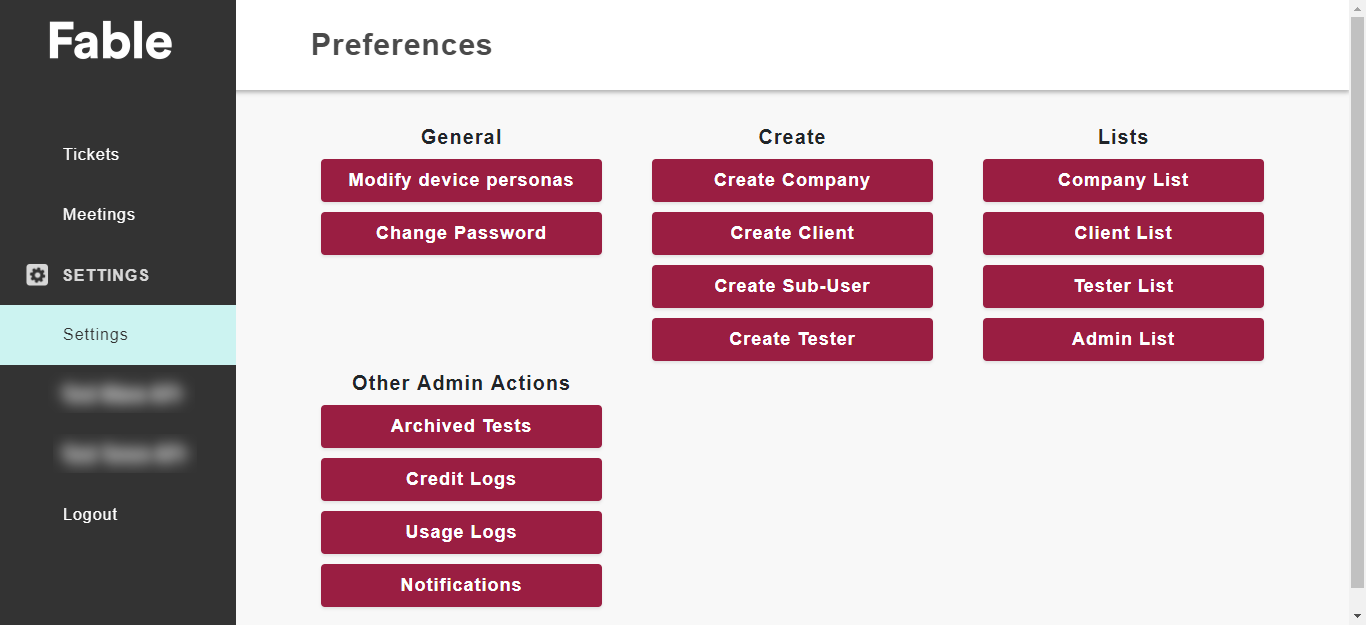 Fable
Tickets
Meetings
SETTINGS
Settings
Logout
Preferences
General
Modify device personas
Change Password
Create
Create Company
Create Client
Create Sub-User
Create Tester
Lists
Company List
Client List
Tester List
Admin List
Other Admin Actions
Archived Tests
Credit Logs
Usage Logs
Notifications